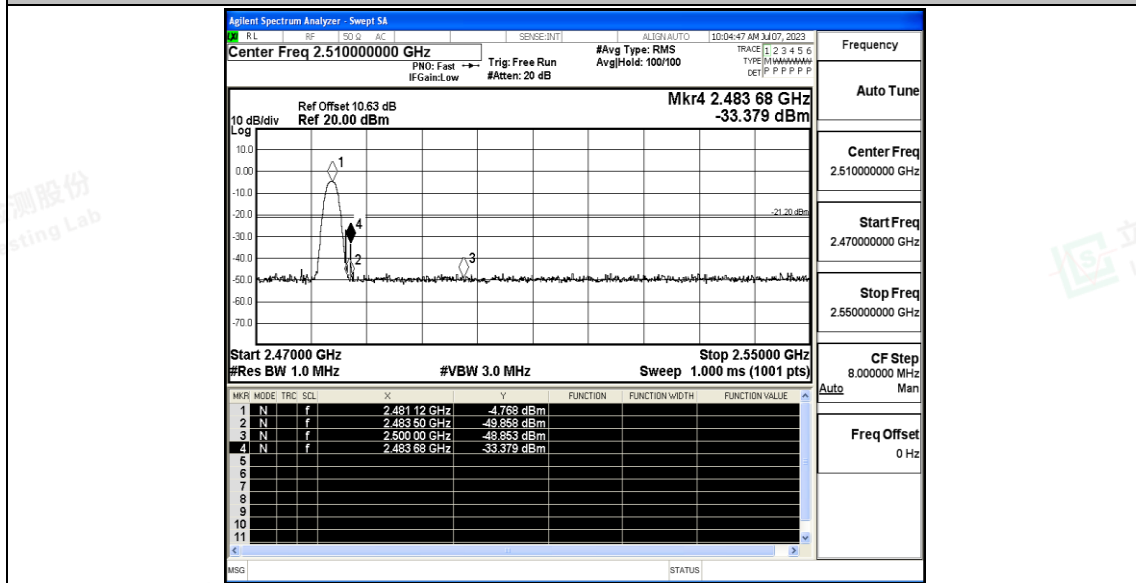 Agilent Spectrum Analyzer - Swept SA
RL RF 50 Ω AC SENSE:INT ALIGN AUTO 10:04:47 AM Jul 07, 2023
Center Freq 2.510000000 GHz
PNO: Fast
IFGain:Low
Trig: Free Run
#Atten: 20 dB
#Avg Type: RMS
Avg|Hold: 100/100
TRACE 1 2 3 4 5 6
TYPE M
DET P P P P P P
Frequency
Auto Tune
Center Freq
2.510000000 GHz
Start Freq
2.470000000 GHz
Stop Freq
2.550000000 GHz
CF Step
8.000000 MHz
Auto Man
Freq Offset
0 Hz
Mkr4 2.483 68 GHz
-33.379 dBm
Ref Offset 10.63 dB
10 dB/div Ref 20.00 dBm
Log
10.0
0.00
-10.0
-20.0
-30.0
-40.0
-50.0
-60.0
-70.0
1
4
2
3
-21.20 dBm
Start 2.47000 GHz Stop 2.55000 GHz
#Res BW 1.0 MHz #VBW 3.0 MHz Sweep 1.000 ms (1001 pts)
MKR MODE TRC SCL X Y FUNCTION FUNCTION WIDTH FUNCTION VALUE
1 N f 2.481 12 GHz -4.768 dBm
2 N f 2.483 50 GHz -49.858 dBm
3 N f 2.500 00 GHz -48.853 dBm
4 N f 2.483 68 GHz -33.379 dBm
5
6
7
8
9
10
11
MSG STATUS
测股份
sting Lab
立